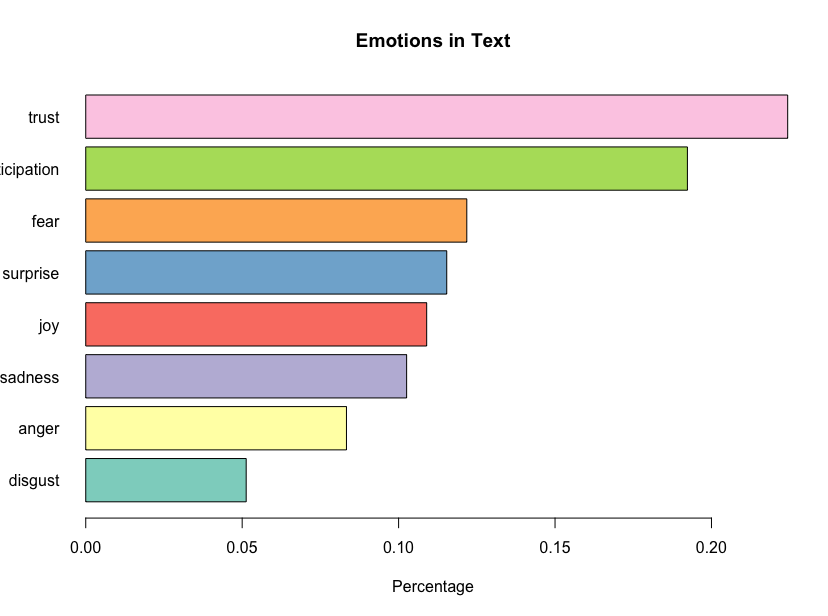 Emotions in Text
trust
icipation
fear
surprise
joy
sadness
anger
disgust
0.00 0.05 0.10 0.15 0.20
Percentage